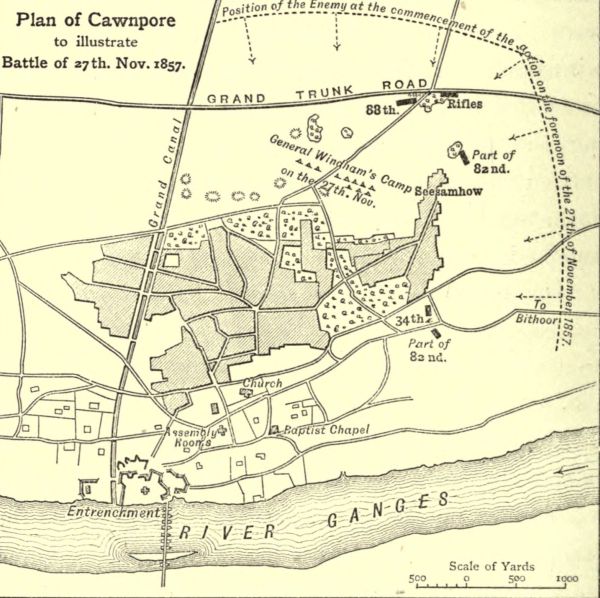 Plan of Cawnpore
to illustrate
Battle of 27th. Nov. 1857.
Position of the Enemy at the commencement of the action on the forenoon of the 27th. of November 1857.
GRAND TRUNK ROAD
88th.
Rifles
Grand Canal
General Windham's Camp
on the 27th. Nov.
Part of
82nd.
Seesamhow
To
Bithoor
34th.
Part of
82nd.
Church
Assembly
Rooms
Baptist Chapel
Entrenchment
RIVER GANGES
Scale of Yards
500 0 500 1000